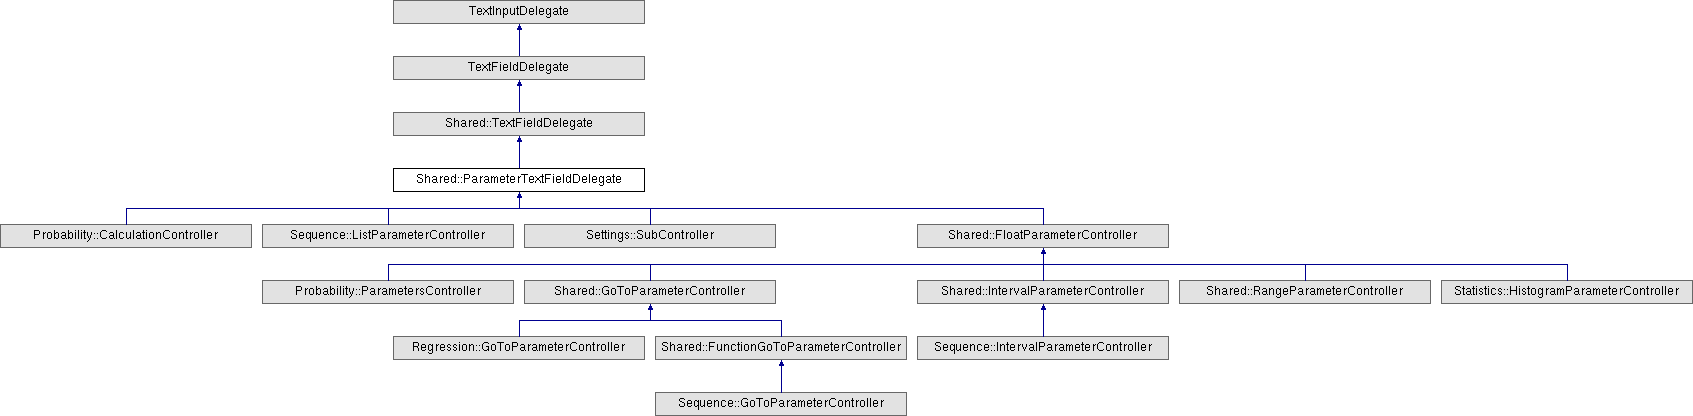 TextInputDelegate
TextFieldDelegate
Shared::TextFieldDelegate
Shared::ParameterTextFieldDelegate
Probability::CalculationController
Sequence::ListParameterController
Settings::SubController
Shared::FloatParameterController
Probability::ParametersController
Shared::GoToParameterController
Shared::IntervalParameterController
Shared::RangeParameterController
Statistics::HistogramParameterController
Regression::GoToParameterController
Shared::FunctionGoToParameterController
Sequence::IntervalParameterController
Sequence::GoToParameterController